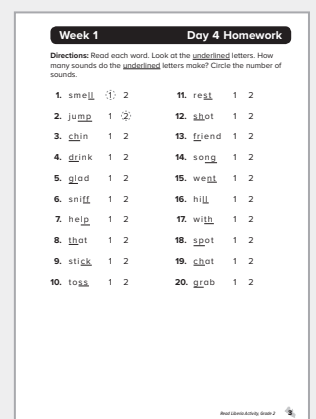 Week 1 Day 4 Homework
Directions: Read each word. Look at the underlined letters. How
many sounds do the underlined letters make? Circle the number of
sounds.
1. smell 1 2
2. jump 1 2
3. chin 1 2
4. drink 1 2
5. glad 1 2
6. sniff 1 2
7. help 1 2
8. that 1 2
9. stick 1 2
10. toss 1 2
11. rest 1 2
12. shot 1 2
13. friend 1 2
14. song 1 2
15. went 1 2
16. hill 1 2
17. with 1 2
18. spot 1 2
19. chat 1 2
20. grab 1 2
Read Liberia Activity, Grade 2 3